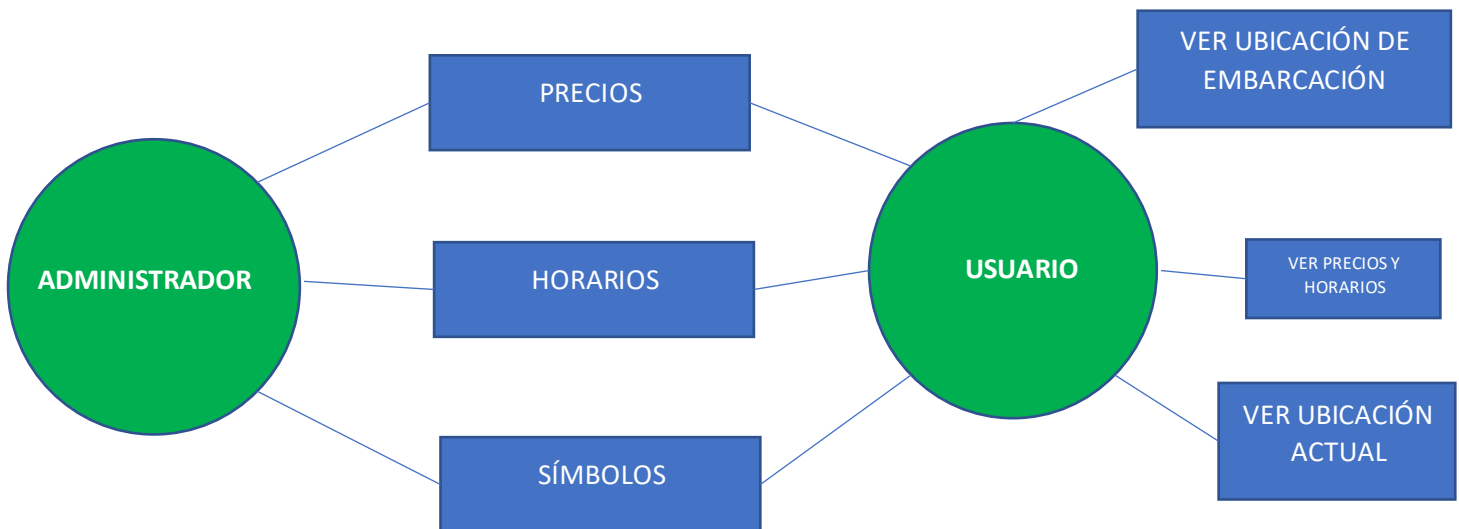 ADMINISTRADOR
PRECIOS
HORARIOS
SÍMBOLOS
USUARIO
VER UBICACIÓN DE
EMBARCACIÓN
VER PRECIOS Y
HORARIOS
VER UBICACIÓN
ACTUAL